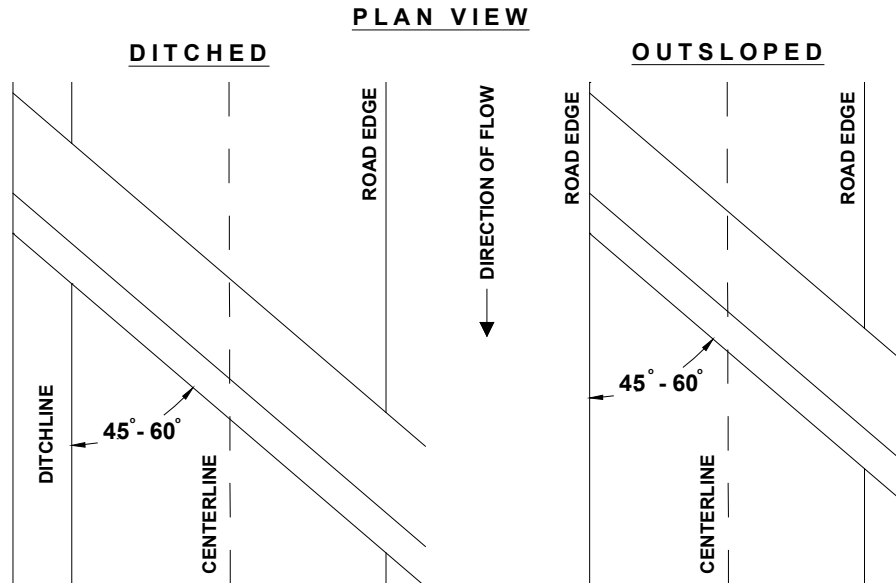 PLAN VIEW
DITCHED
OUTSLOPED
ROAD EDGE
DIRECTION OF FLOW
ROAD EDGE
ROAD EDGE
DITCHLINE
45° - 60°
CENTERLINE
45° - 60°
CENTERLINE